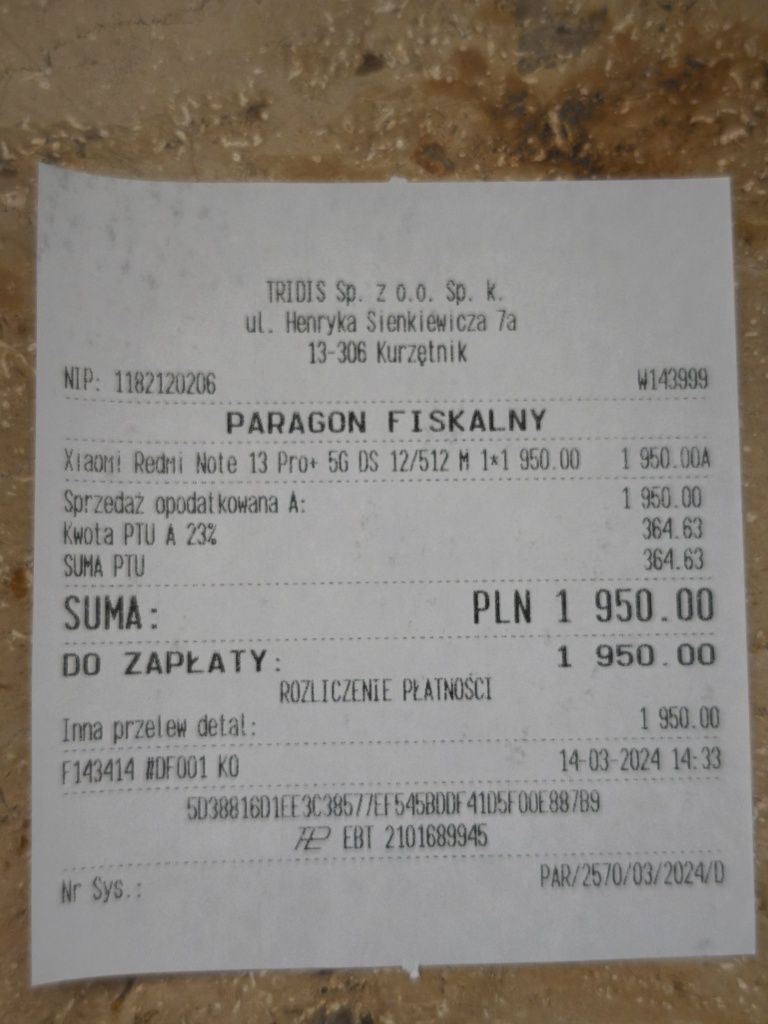 TRIDIS Sp. z o.o. Sp. k.
ul. Henryka Sienkiewicza 7a
13-306 Kurzętnik
NIP: 1182120206 W143999
PARAGON FISKALNY
Xiaomi Redmi Note 13 Pro+ 5G DS 12/512 M 1*1 950.00 1 950.00A
Sprzedaż opodatkowana A: 1 950.00
Kwota PTU A 23% 364.63
SUMA PTU 364.63
SUMA: PLN 1 950.00
DO ZAPŁATY: 1 950.00
ROZLICZENIE PŁATNOŚCI
Inna przelew detal: 1 950.00
F143414 #DF001 KO 14-03-2024 14:33
5D38816D1EE3C38577EF545BDDF41D5F00E887B9
EBT 2101689945
Nr Sys.: PAR/2570/03/2024/D